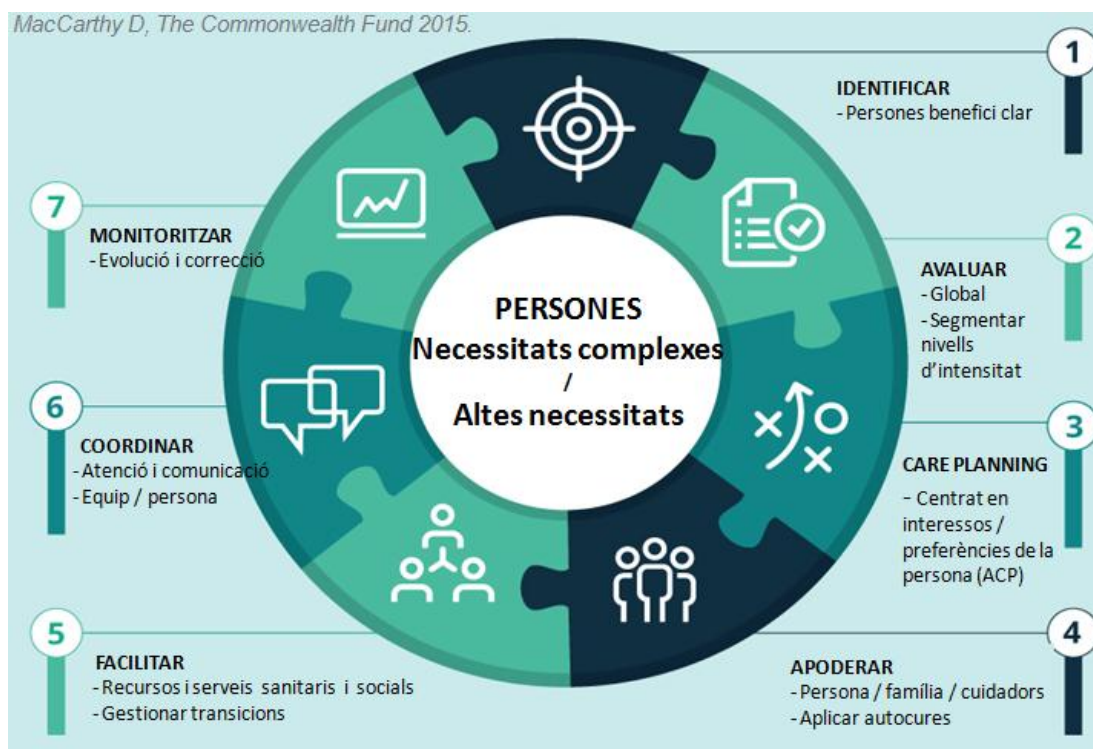 MacCarthy D, The Commonwealth Fund 2015.
PERSONES
Necessitats complexes
/
Altes necessitats
1
IDENTIFICAR
- Persones benefici clar
2
AVALUAR
- Global
- Segmentar
nivells
d'intensitat
3
CARE PLANNING
- Centrat en
interessos /
preferències de la
persona (ACP)
4
APODERAR
- Persona / família / cuidadors
- Aplicar autocures
5
FACILITAR
- Recursos i serveis sanitaris i socials
- Gestionar transicions
6
COORDINAR
- Atenció i comunicació
- Equip / persona
7
MONITORITZAR
- Evolució i correcció